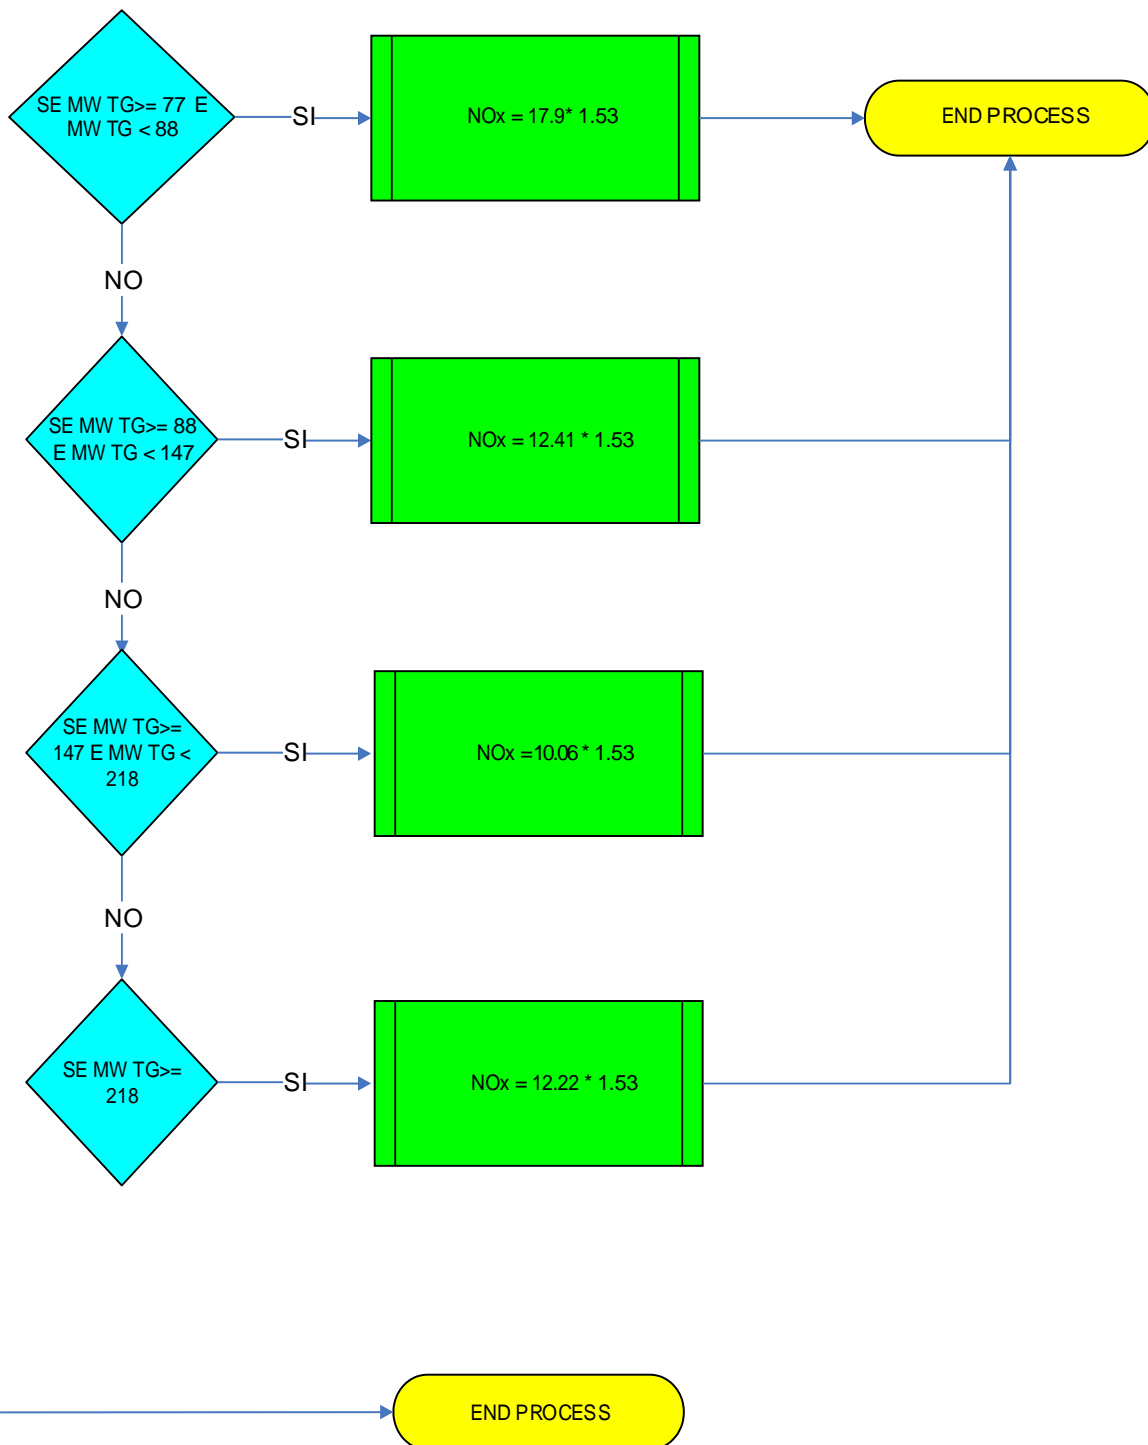 SE MW TG>= 77 E
MW TG < 88
SI
NOx = 17.9* 1.53
END PROCESS
NO
SE MW TG>= 88
E MW TG < 147
SI
NOx = 12.41 * 1.53
NO
SE MW TG>=
147 E MW TG <
218
SI
NOx =10.06 * 1.53
NO
SE MW TG>=
218
SI
NOx = 12.22 * 1.53
END PROCESS